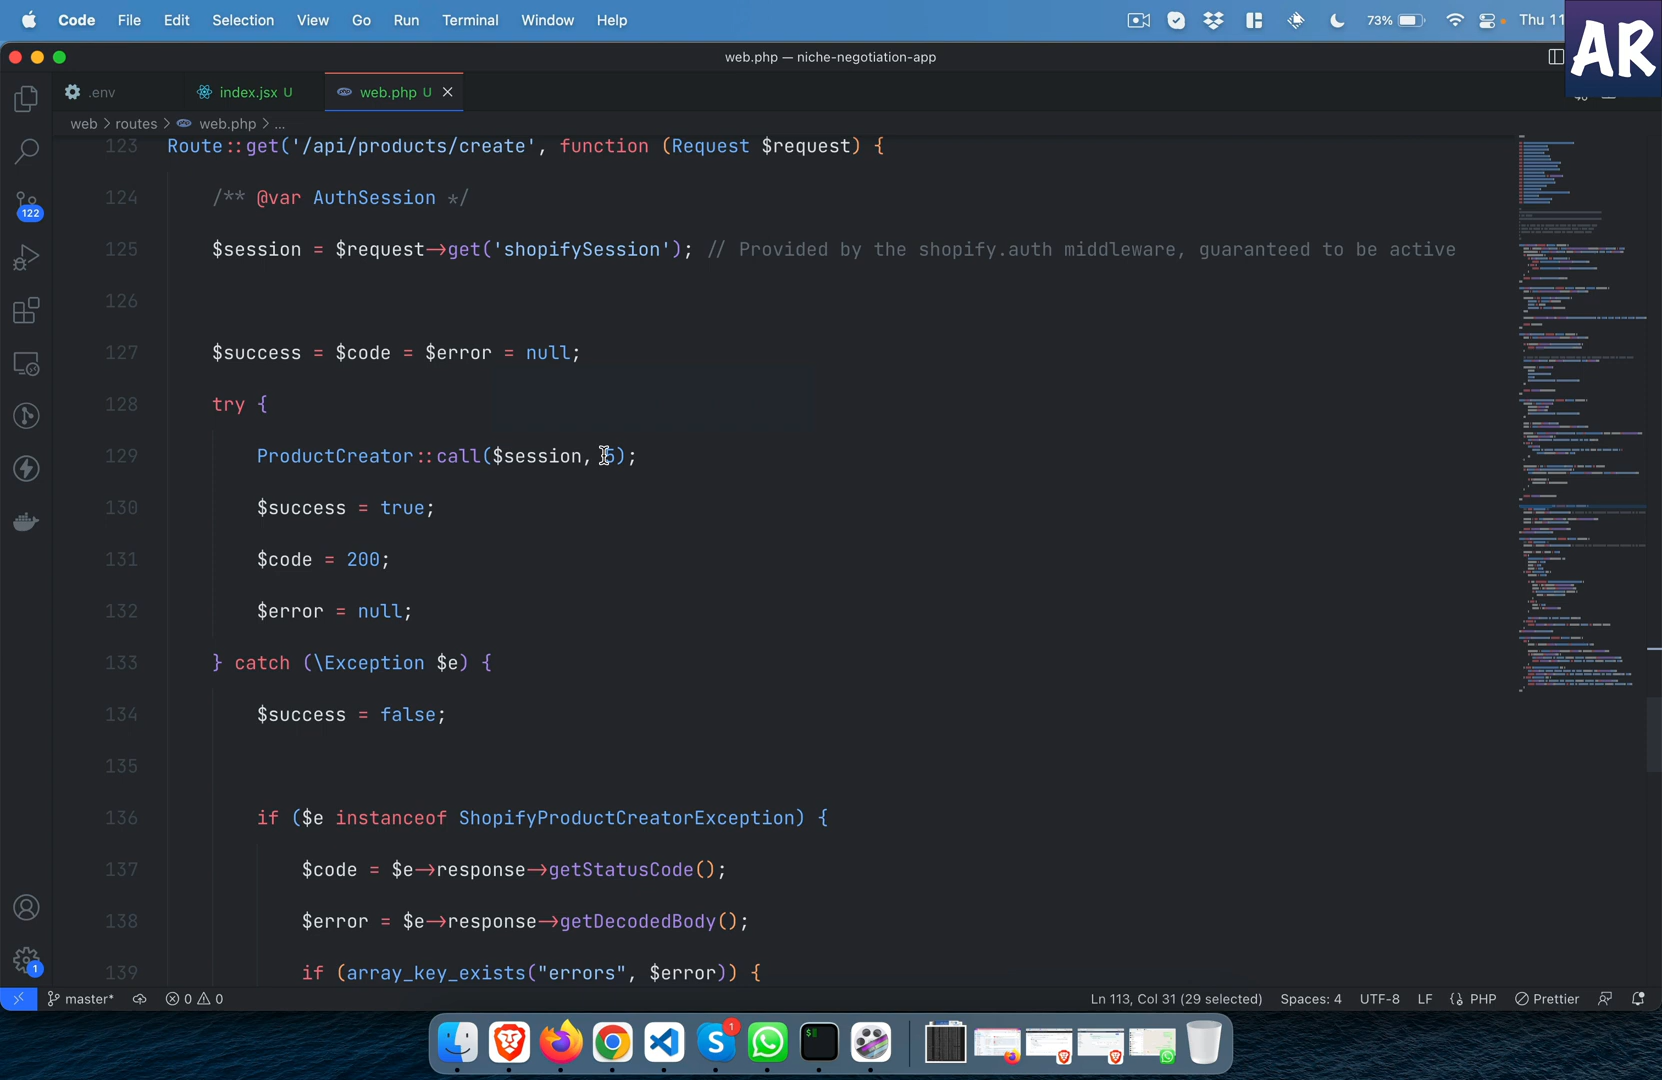 Code File Edit Selection View Go Run Terminal Window Help 73% Thu 11
AR
web.php — niche-negotiation-app
.env index.jsx U web.php U
web > routes > web.php > ...
123 Route::get('/api/products/create', function (Request $request) {
124 /** @var AuthSession */
125 $session = $request->get('shopifySession'); // Provided by the shopify.auth middleware, guaranteed to be active
126
127 $success = $code = $error = null;
128 try {
129 ProductCreator::call($session, 5);
130 $success = true;
131 $code = 200;
132 $error = null;
133 } catch (\Exception $e) {
134 $success = false;
135
136 if ($e instanceof ShopifyProductCreatorException) {
137 $code = $e->response->getStatusCode();
138 $error = $e->response->getDecodedBody();
139 if (array_key_exists("errors", $error)) {
122
1
master* 0 0 Ln 113, Col 31 (29 selected) Spaces: 4 UTF-8 LF PHP Prettier
1